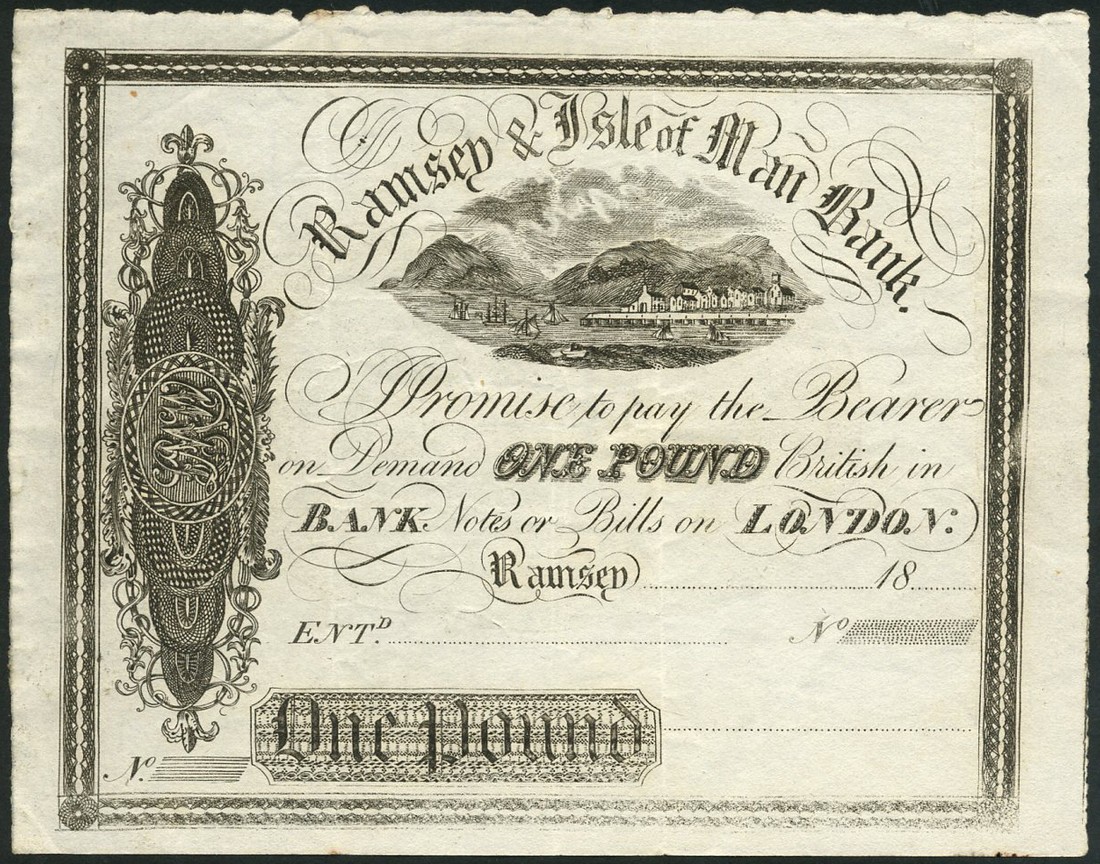 Ramsey & Isle of Man Bank.
I Promise to pay the Bearer
on Demand ONE POUND British in
BANK Notes or Bills on LONDON.
Ramsey 18
ENTD. No
One Pound
No.